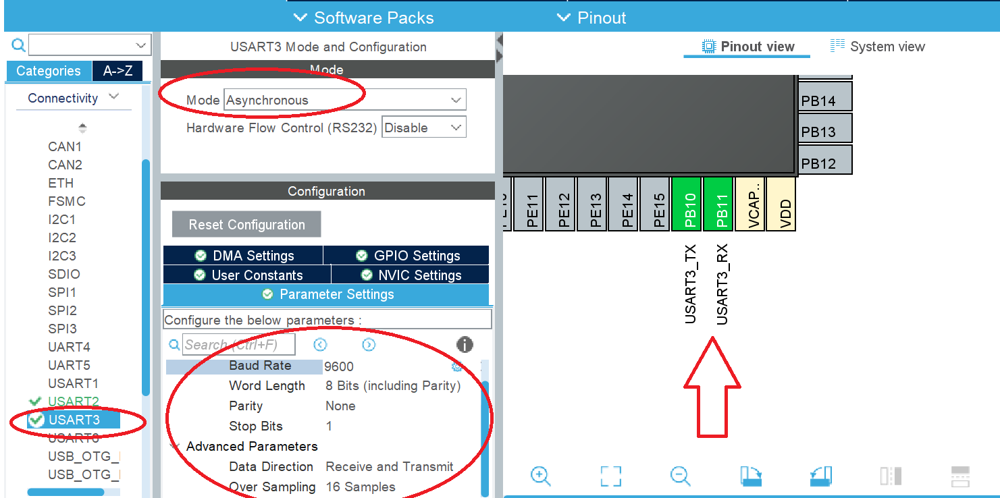 Software Packs
Pinout
USART3 Mode and Configuration
Pinout view
System view
Categories
A->Z
Mode
Connectivity
Mode Asynchronous
Hardware Flow Control (RS232) Disable
CAN1
CAN2
ETH
FSMC
I2C1
I2C2
I2C3
SDIO
SPI1
SPI2
SPI3
UART4
UART5
USART1
USART2
USART3
USB_OTG_
USB_OTG_
Configuration
Reset Configuration
DMA Settings
GPIO Settings
User Constants
NVIC Settings
Parameter Settings
Configure the below parameters :
Search (Ctrl+F)
Baud Rate 9600
Word Length 8 Bits (including Parity)
Parity None
Stop Bits 1
Advanced Parameters
Data Direction Receive and Transmit
Over Sampling 16 Samples
PB14
PB13
PB12
PE11
PE12
PE13
PE14
PE15
PB10
PB11
VCAP..
VDD
USART3_TX
USART3_RX